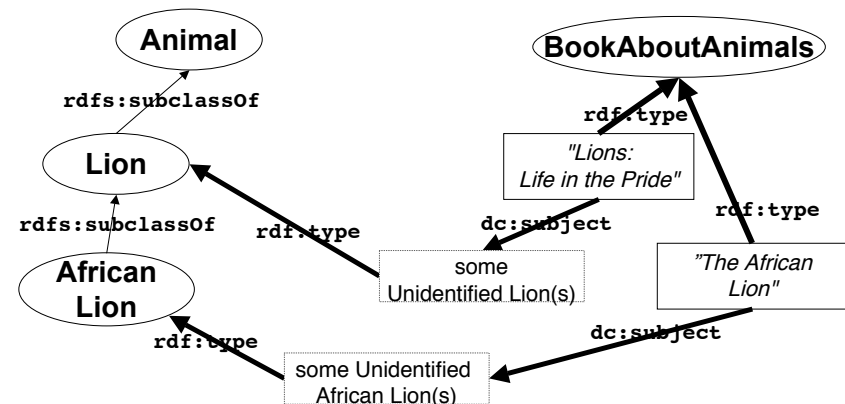 Animal
BookAboutAnimals
rdfs:subclassOf
rdf:type
Lion
"Lions:
Life in the Pride"
rdfs:subclassOf
rdf:type
dc:subject
rdf:type
African
Lion
some
Unidentified Lion(s)
”The African
Lion"
rdf:type
dc:subject
some Unidentified
African Lion(s)